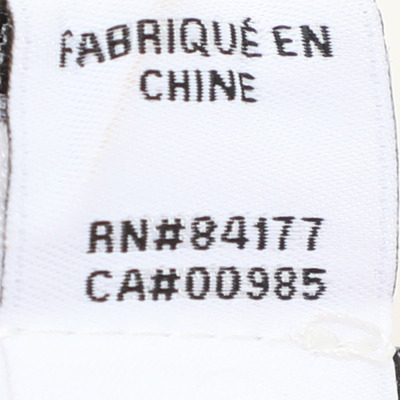 FABRIQUÉ EN
CHINE
RN#84177
CA#00985